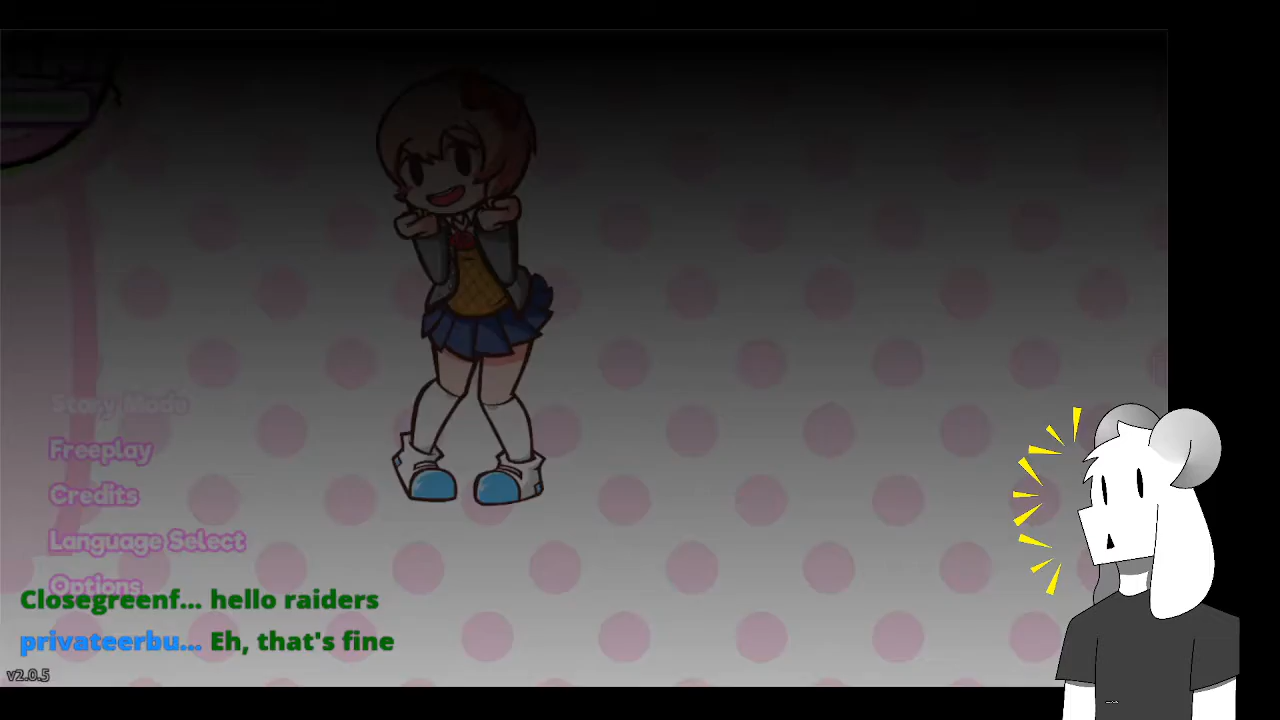 Story Mode
Freeplay
Credits
Language Select
Options
Closegreenf... hello raiders
privateerbu... Eh, that's fine
v2.0.5